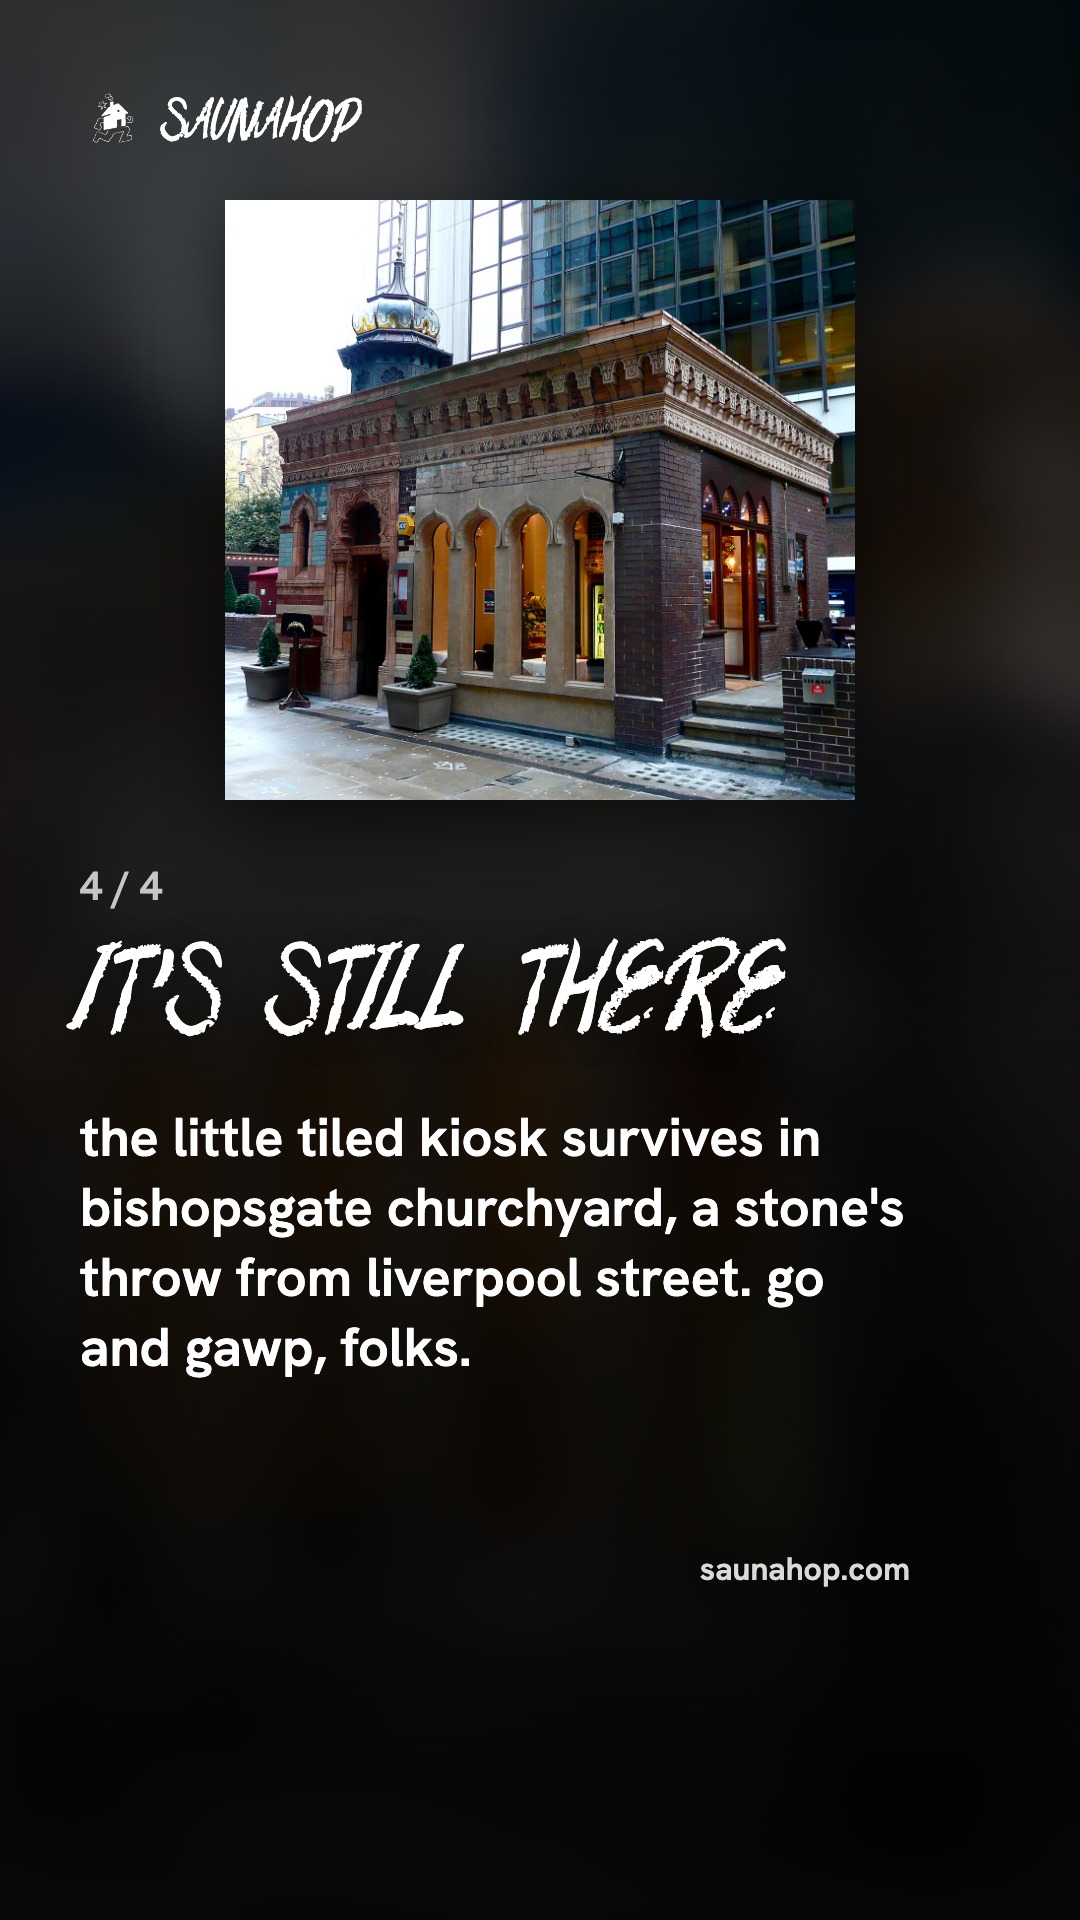 SAUNAHOP
4 / 4
IT'S STILL THERE
the little tiled kiosk survives in
bishopsgate churchyard, a stone's
throw from liverpool street. go
and gawp, folks.
saunahop.com